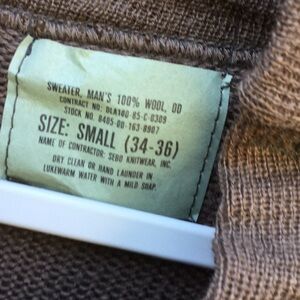 SWEATER, MAN'S 100% WOOL, OD
CONTRACT NO: DLA100-85-C-0309
STOCK NO. 8405-00-163-8907
SIZE: SMALL (34-36)
NAME OF CONTRACTOR: SEBO KNITWEAR, INC.
DRY CLEAN OR HAND LAUNDER IN
LUKEWARM WATER WITH A MILD SOAP.